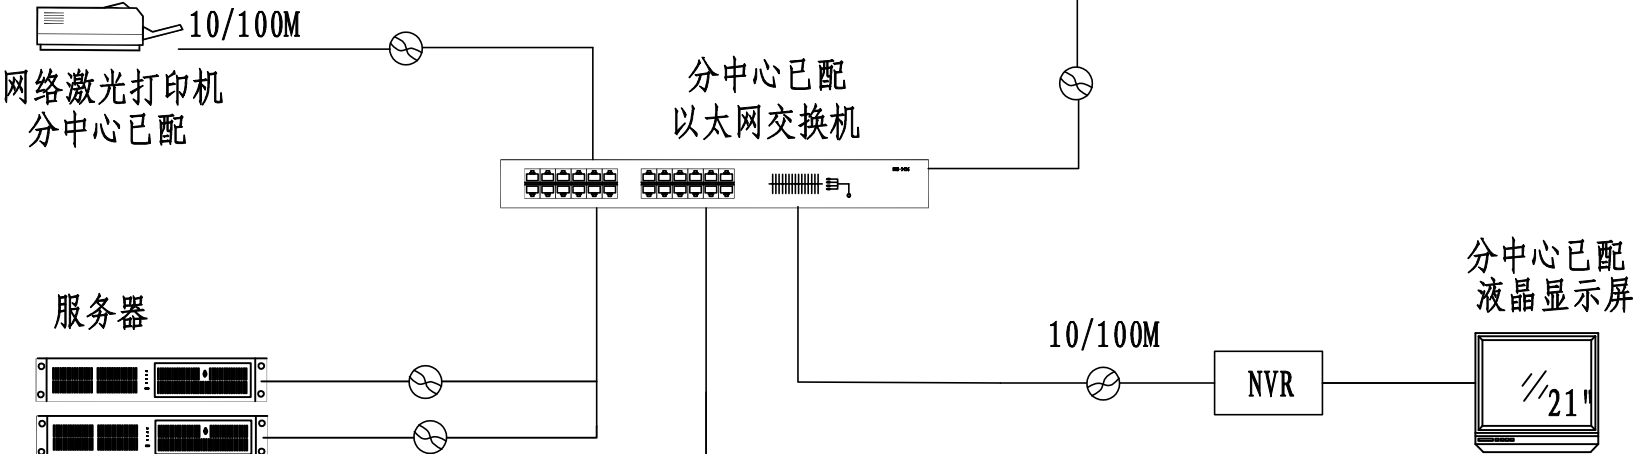 10/100M
网络激光打印机
分中心已配
分中心已配
以太网交换机
分中心已配
液晶显示屏
服务器
10/100M
NVR
21"